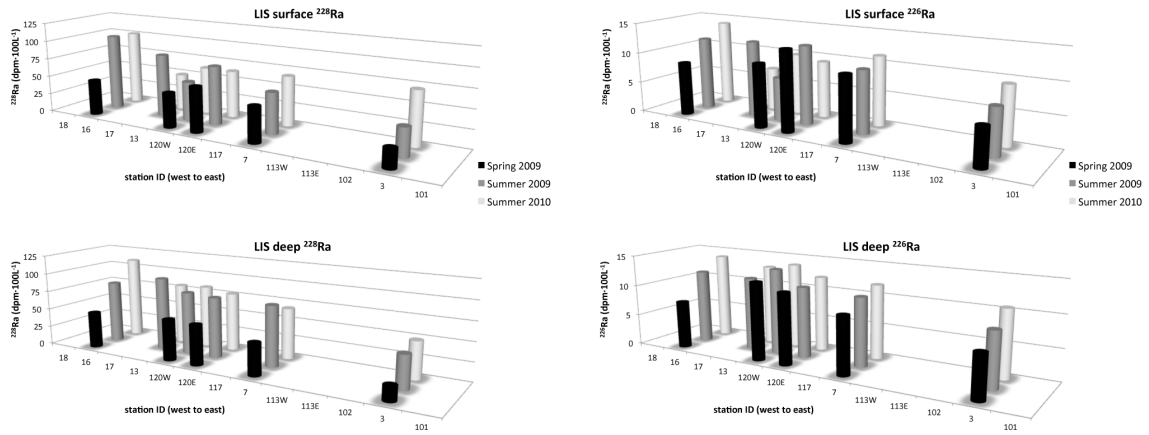 LIS surface ²²⁸Ra
²²⁸Ra (dpm·100L⁻¹)
125
100
75
50
25
0
18
16
17
13
120W
120E
117
7
113W
113E
102
3
101
station ID (west to east)
LIS surface ²²⁶Ra
²²⁶Ra (dpm·100L⁻¹)
15
10
5
0
18
16
17
13
120W
120E
117
7
113W
113E
102
3
101
station ID (west to east)
Spring 2009
Summer 2009
Summer 2010
Spring 2009
Summer 2009
Summer 2010
LIS deep ²²⁸Ra
²²⁸Ra (dpm·100L⁻¹)
125
100
75
50
25
0
18
16
17
13
120W
120E
117
7
113W
113E
102
3
101
station ID (west to east)
LIS deep ²²⁶Ra
²²⁶Ra (dpm·100L⁻¹)
15
10
5
0
18
16
17
13
120W
120E
117
7
113W
113E
102
3
101
station ID (west to east)